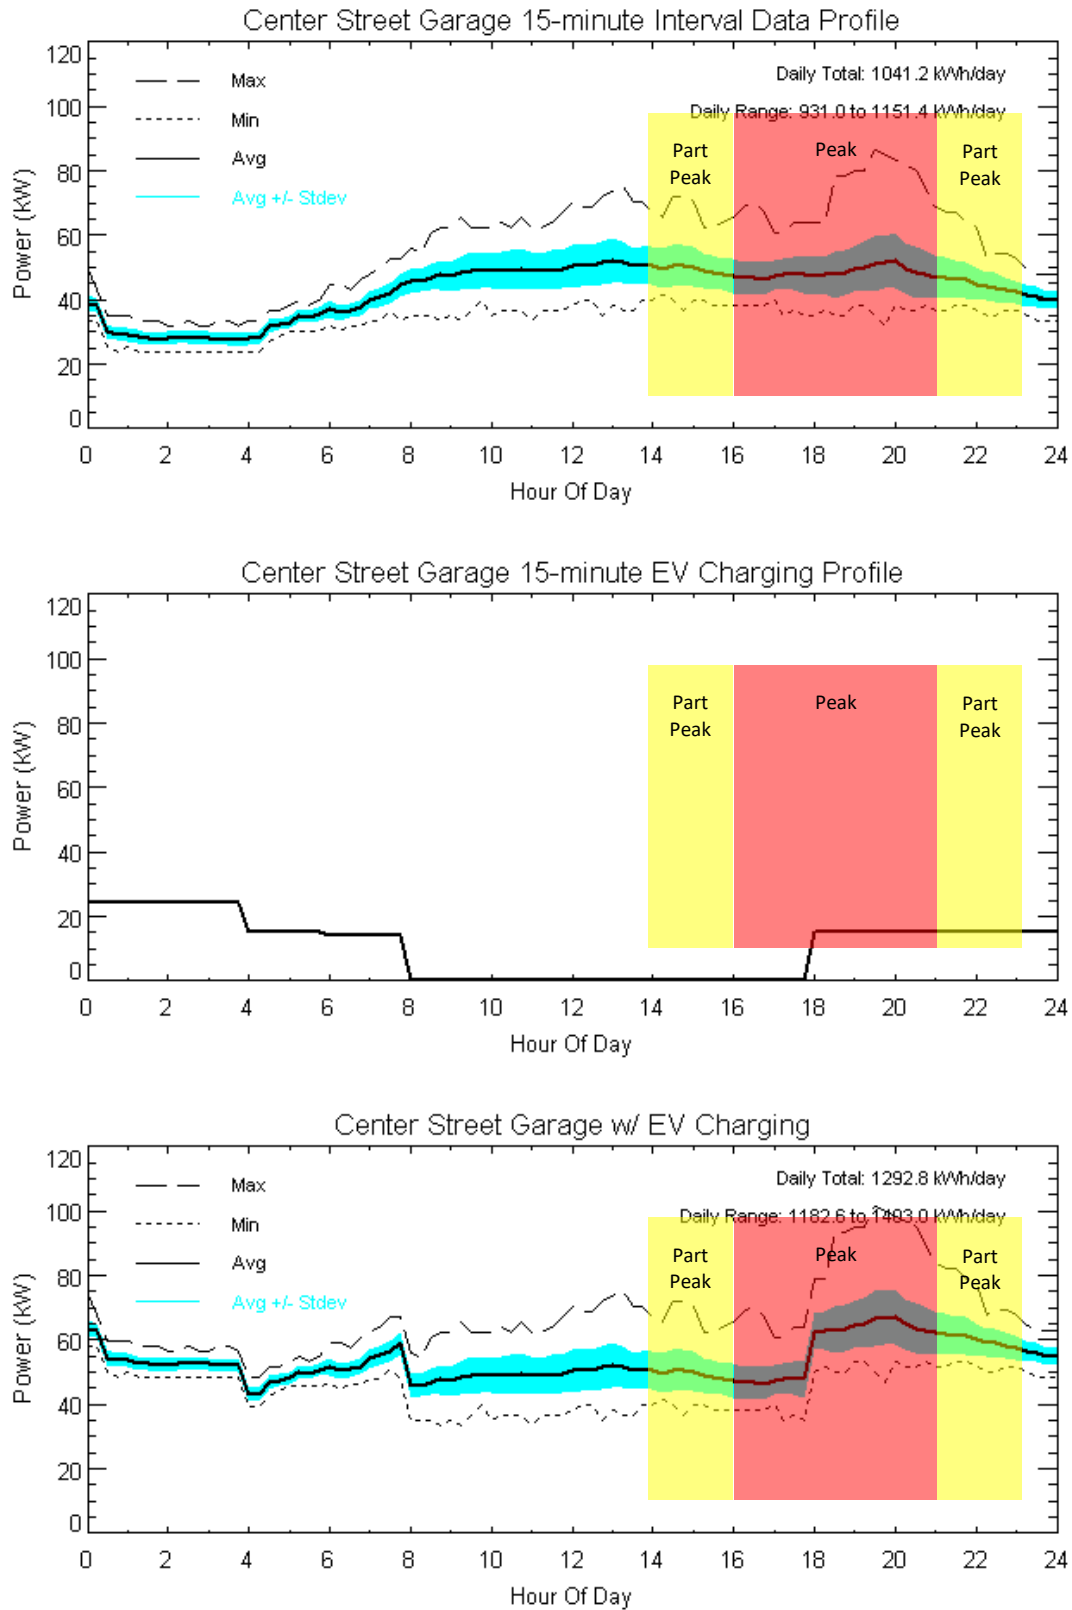 Center Street Garage 15-minute Interval Data Profile
120
100
80
60
40
20
0
Power (kW)
Max
Min
Avg
Avg +/- Stdev
Daily Total: 1041.2 kWh/day
Daily Range: 931.0 to 1151.4 kWh/day
Part
Peak
Peak
Part
Peak
0 2 4 6 8 10 12 14 16 18 20 22 24
Hour Of Day
Center Street Garage 15-minute EV Charging Profile
120
100
80
60
40
20
0
Power (kW)
Part
Peak
Peak
Part
Peak
0 2 4 6 8 10 12 14 16 18 20 22 24
Hour Of Day
Center Street Garage w/ EV Charging
120
100
80
60
40
20
0
Power (kW)
Max
Min
Avg
Avg +/- Stdev
Daily Total: 1292.8 kWh/day
Daily Range: 1182.6 to 1403.0 kWh/day
Part
Peak
Peak
Part
Peak
0 2 4 6 8 10 12 14 16 18 20 22 24
Hour Of Day